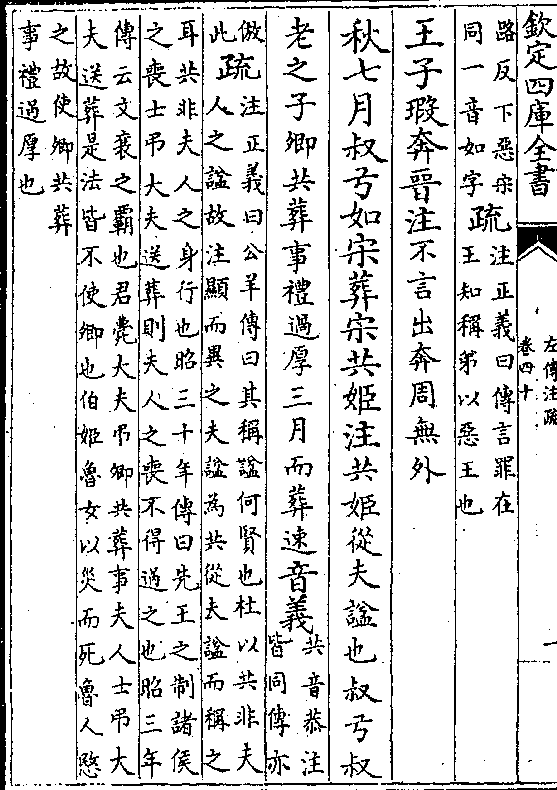 欽定四庫全書
左傳注疏
卷四十
路反下惡宋
同一音如字
疏
注正義曰傳言罪在
王知稱弟以惡王也
王子瑕奔晉注不言出奔周無外
秋七月叔弓如宋葬宋共姬注共姬從夫諡也叔弓叔
老之子卿共葬事禮過厚三月而葬速音義
共音恭注
皆同傳亦
倣
此
疏
注正義曰公羊傳曰其稱諡何賢也杜以共非夫
人之諡故注顯而異之夫諡為共從夫諡而稱之
耳共非夫人之身行也昭三十年傳曰先王之制諸侯
之喪士弔大夫送葬則夫人之喪不得過之也昭三年
傳云文襄之霸也君薨大夫弔卿共葬事夫人士弔大
夫送葬是法皆不使卿也伯姬魯女以災而死魯人愍
之故使卿共葬
事禮過厚也